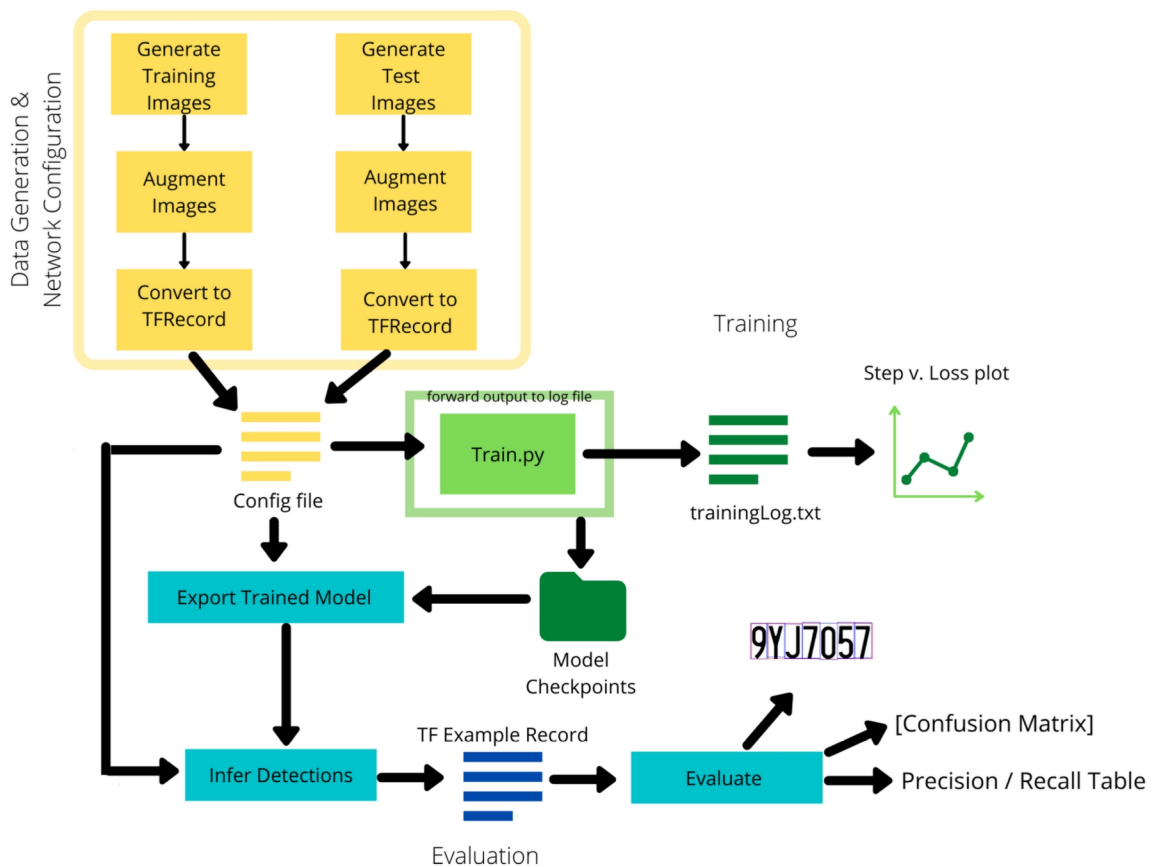 Data Generation &
Network Configuration
Generate
Training
Images
Generate
Test
Images
Augment
Images
Augment
Images
Convert to
TFRecord
Convert to
TFRecord
Training
Step v. Loss plot
forward output to log file
Train.py
Config file
trainingLog.txt
Export Trained Model
Model
Checkpoints
9YJ7057
TF Example Record
[Confusion Matrix]
Infer Detections
Evaluate
Precision / Recall Table
Evaluation